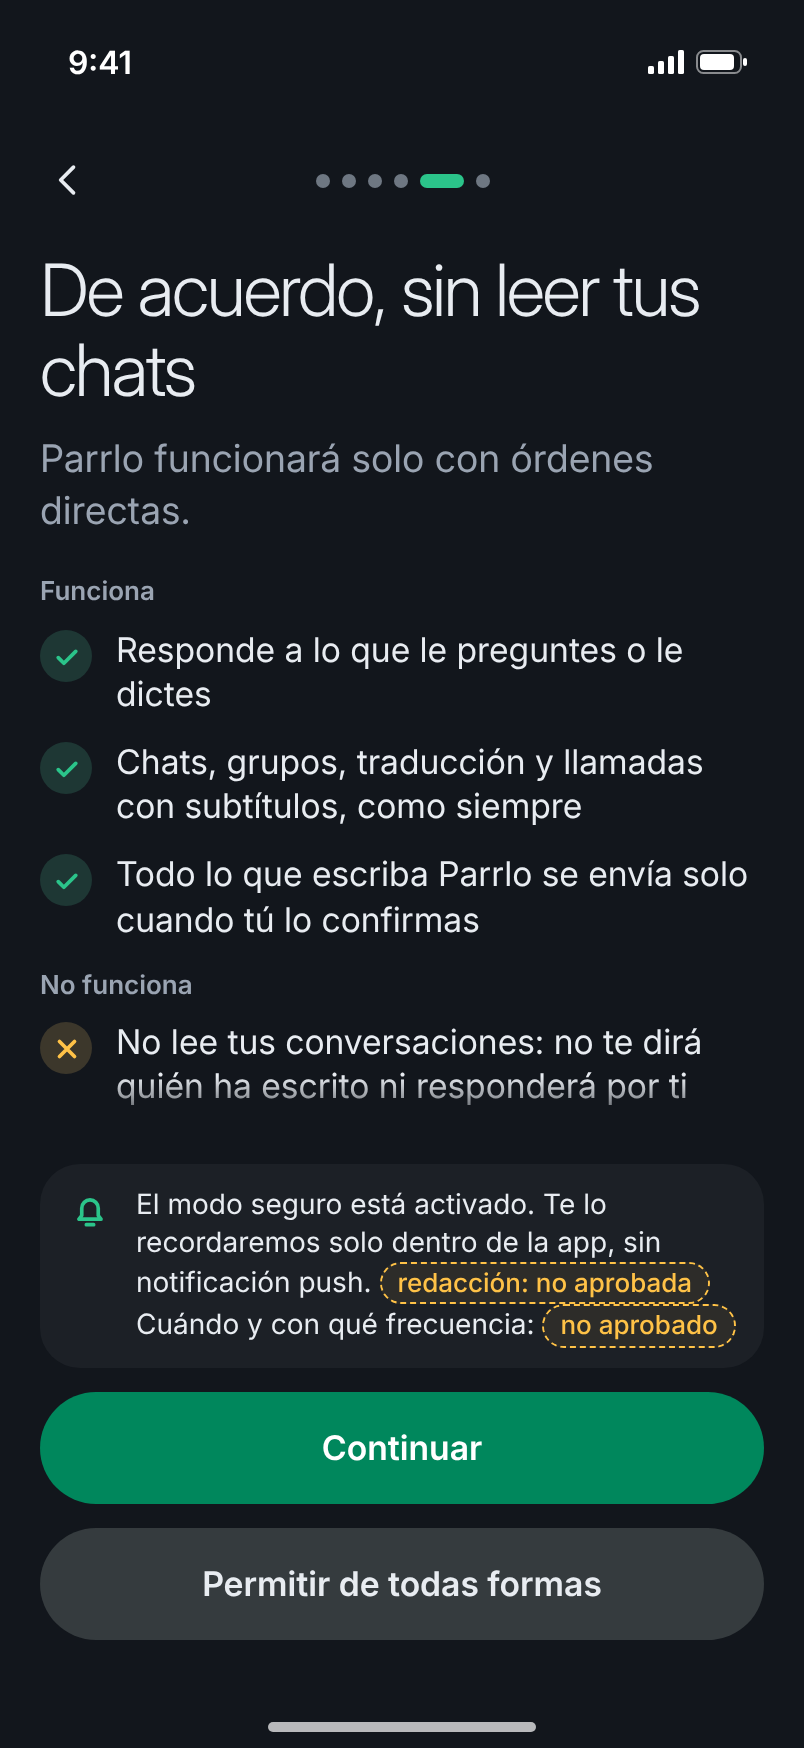 9:41
De acuerdo, sin leer tus
chats
Parrlo funcionará solo con órdenes
directas.
Funciona
Responde a lo que le preguntes o le
dictes
Chats, grupos, traducción y llamadas
con subtítulos, como siempre
Todo lo que escriba Parrlo se envía solo
cuando tú lo confirmas
No funciona
No lee tus conversaciones: no te dirá
quién ha escrito ni responderá por ti
El modo seguro está activado. Te lo
recordaremos solo dentro de la app, sin
notificación push. redacción: no aprobada
Cuándo y con qué frecuencia: no aprobado
Continuar
Permitir de todas formas